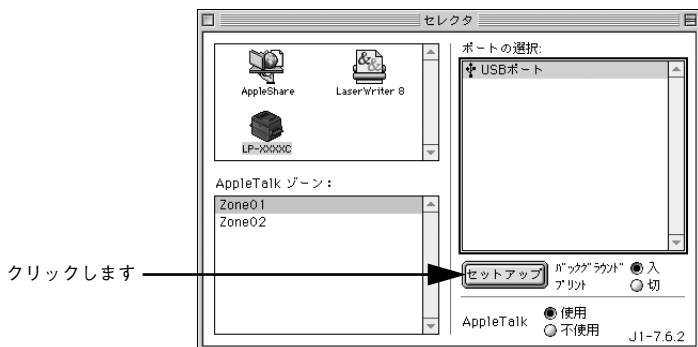 セレクタ
AppleShare
LaserWriter 8
LP-XXXXC
AppleTalk ゾーン：
Zone01
Zone02
ポートの選択:
USBポート
クリックします
セットアップ
バックグラウンド
プリント
入
切
AppleTalk
使用
不使用
J1-7.6.2